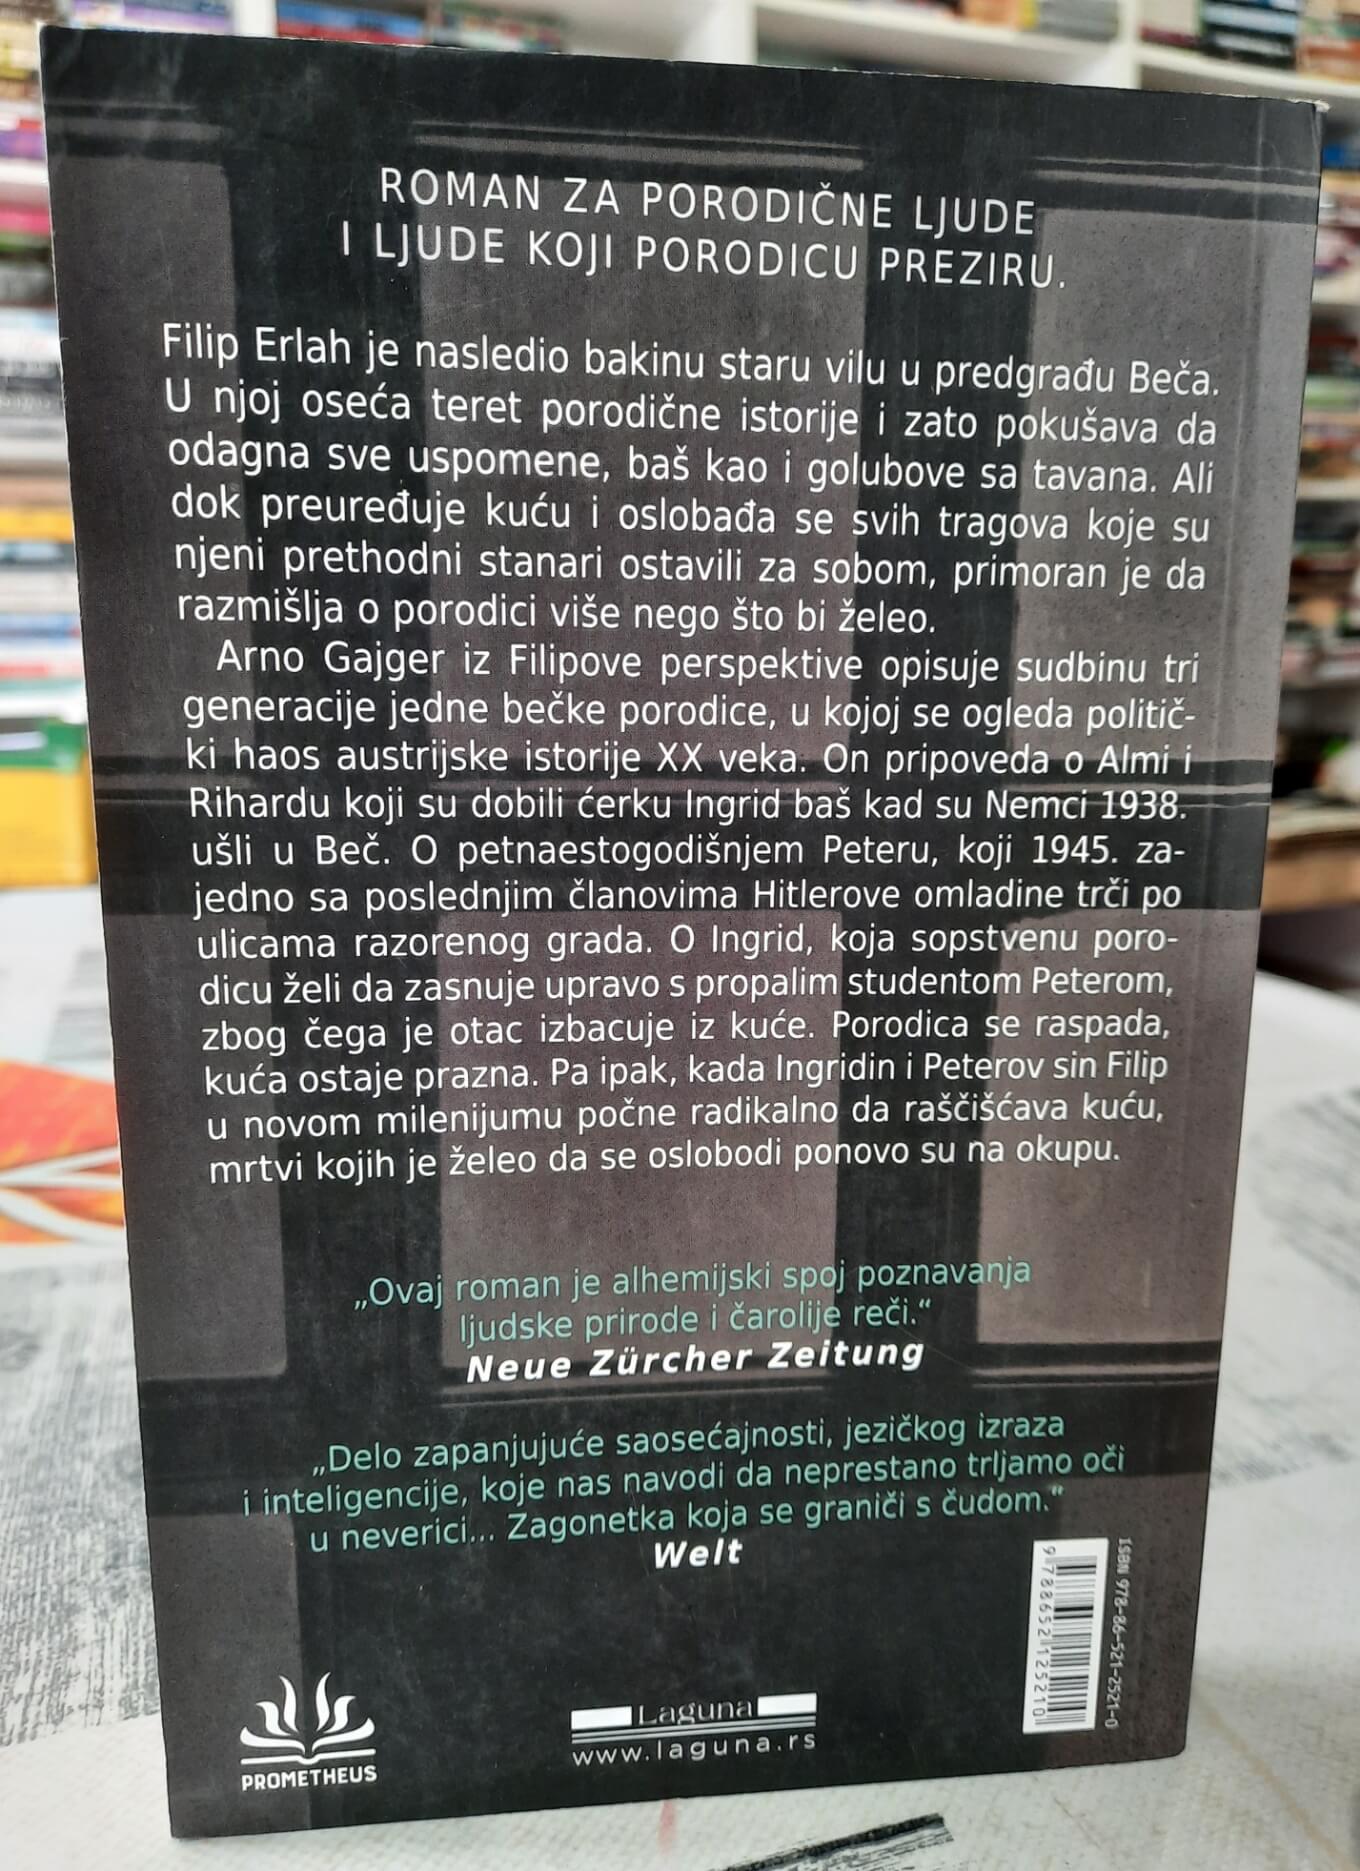 ROMAN ZA PORODIČNE LJUDE
I LJUDE KOJI PORODICU PREZIRU.
Filip Erlah je nasledio bakinu staru vilu u predgrađu Beča.
U njoj oseća teret porodične istorije i zato pokušava da
odagna sve uspomene, baš kao i golubove sa tavana. Ali
dok preuređuje kuću i oslobađa se svih tragova koje su
njeni prethodni stanari ostavili za sobom, primoran je da
razmišlja o porodici više nego što bi želeo.
Arno Gajger iz Filipove perspektive opisuje sudbinu tri
generacije jedne bečke porodice, u kojoj se ogleda politič-
ki haos austrijske istorije XX veka. On pripoveda o Almi i
Rihardu koji su dobili ćerku Ingrid baš kad su Nemci 1938.
ušli u Beč. O petnaestogodišnjem Peteru, koji 1945. za-
jedno sa poslednjim članovima Hitlerove omladine trči po
ulicama razorenog grada. O Ingrid, koja sopstvenu poro-
dicu želi da zasnuje upravo s propalim studentom Peterom,
zbog čega je otac izbacuje iz kuće. Porodica se raspada,
kuća ostaje prazna. Pa ipak, kada Ingridin i Peterov sin Filip
u novom milenijumu počne radikalno da raščišćava kuću,
mrtvi kojih je želeo da se oslobodi ponovo su na okupu.
„Ovaj roman je alhemijski spoj poznavanja
ljudske prirode i čarolije reči.“
Neue Zürcher Zeitung
„Delo zapanjujuće saosećajnosti, jezičkog izraza
i inteligencije, koje nas navodi da neprestano trljamo oči
u neverici... Zagonetka koja se graniči s čudom.“
Welt
ISBN 978-86-521-2521-0
9788652125210
PROMETHEUS
Laguna
www.laguna.rs